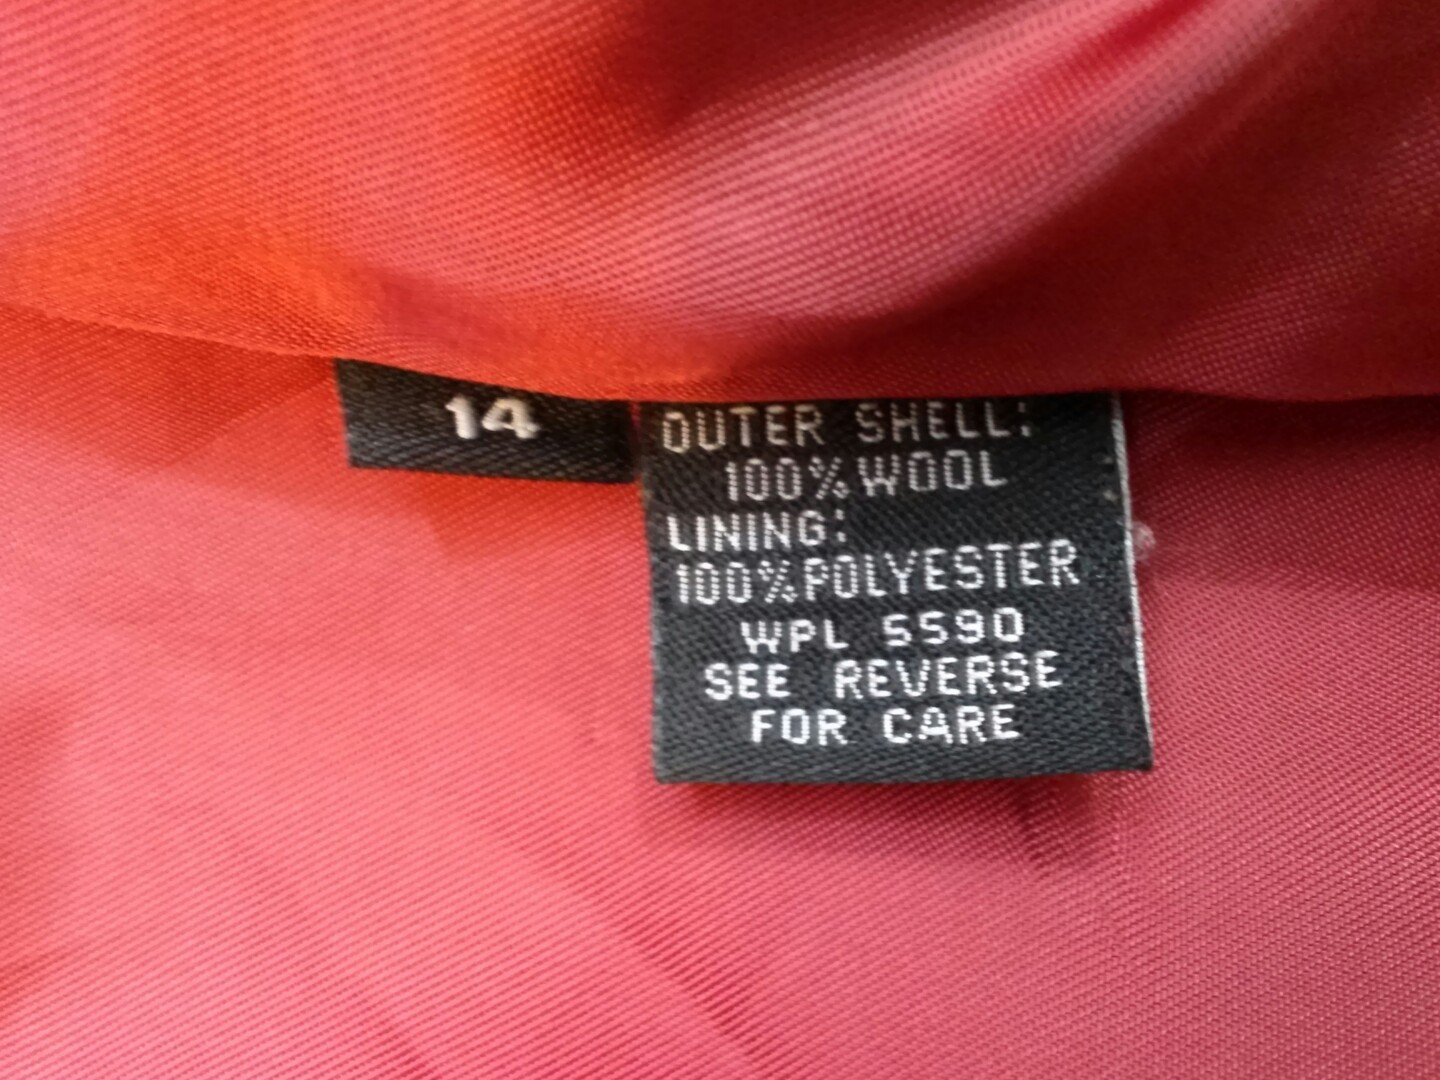 14
OUTER SHELL:
100% WOOL
LINING:
100% POLYESTER
WPL 5590
SEE REVERSE
FOR CARE